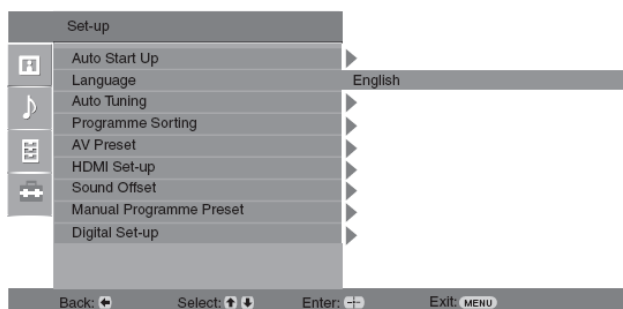 Set-up
Auto Start Up
Language English
Auto Tuning
Programme Sorting
AV Preset
HDMI Set-up
Sound Offset
Manual Programme Preset
Digital Set-up
Back: Select: Enter: Exit: MENU